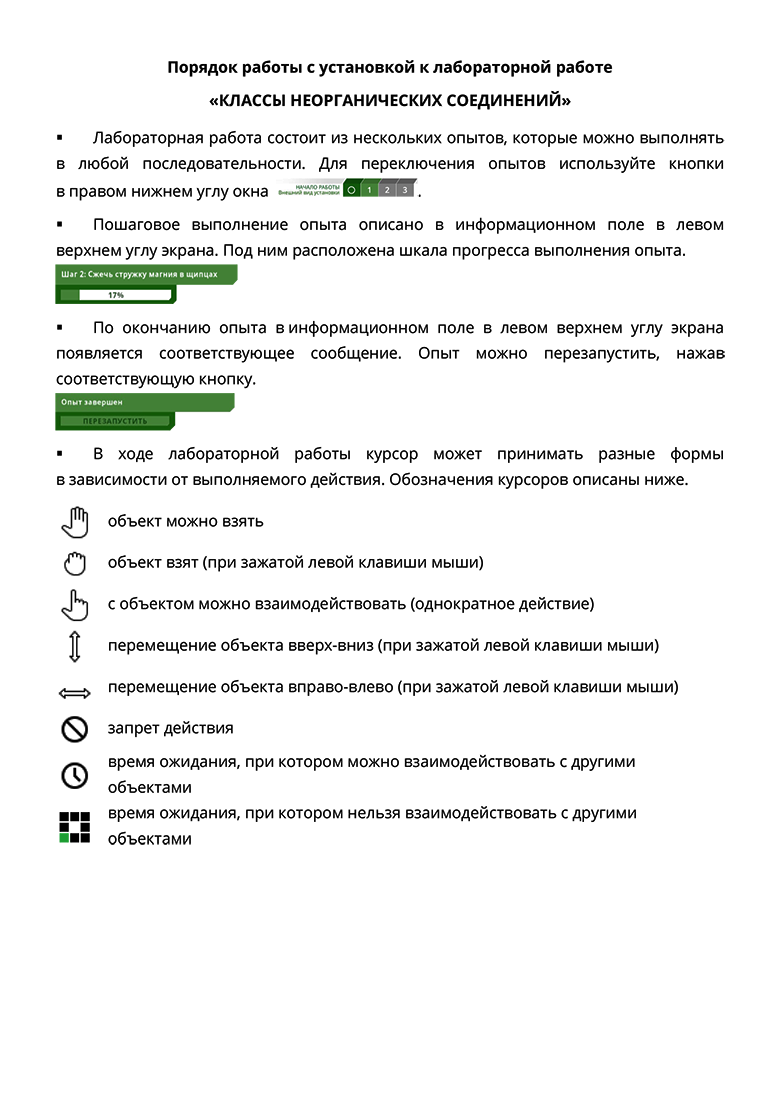 Порядок работы с установкой к лабораторной работе
«КЛАССЫ НЕОРГАНИЧЕСКИХ СОЕДИНЕНИЙ»
▪ Лабораторная работа состоит из нескольких опытов, которые можно выполнять
в любой последовательности. Для переключения опытов используйте кнопки
в правом нижнем углу окна НАЧАЛО РАБОТЫ Внешний вид установки 1 2 3 .
▪ Пошаговое выполнение опыта описано в информационном поле в левом
верхнем углу экрана. Под ним расположена шкала прогресса выполнения опыта.
Шаг 2: Сжечь стружку магния в щипцах
17%
▪ По окончанию опыта в информационном поле в левом верхнем углу экрана
появляется соответствующее сообщение. Опыт можно перезапустить, нажав
соответствующую кнопку.
Опыт завершен
ПЕРЕЗАПУСТИТЬ
▪ В ходе лабораторной работы курсор может принимать разные формы
в зависимости от выполняемого действия. Обозначения курсоров описаны ниже.
объект можно взять
объект взят (при зажатой левой клавиши мыши)
с объектом можно взаимодействовать (однократное действие)
перемещение объекта вверх-вниз (при зажатой левой клавиши мыши)
перемещение объекта вправо-влево (при зажатой левой клавиши мыши)
запрет действия
время ожидания, при котором можно взаимодействовать с другими
объектами
время ожидания, при котором нельзя взаимодействовать с другими
объектами